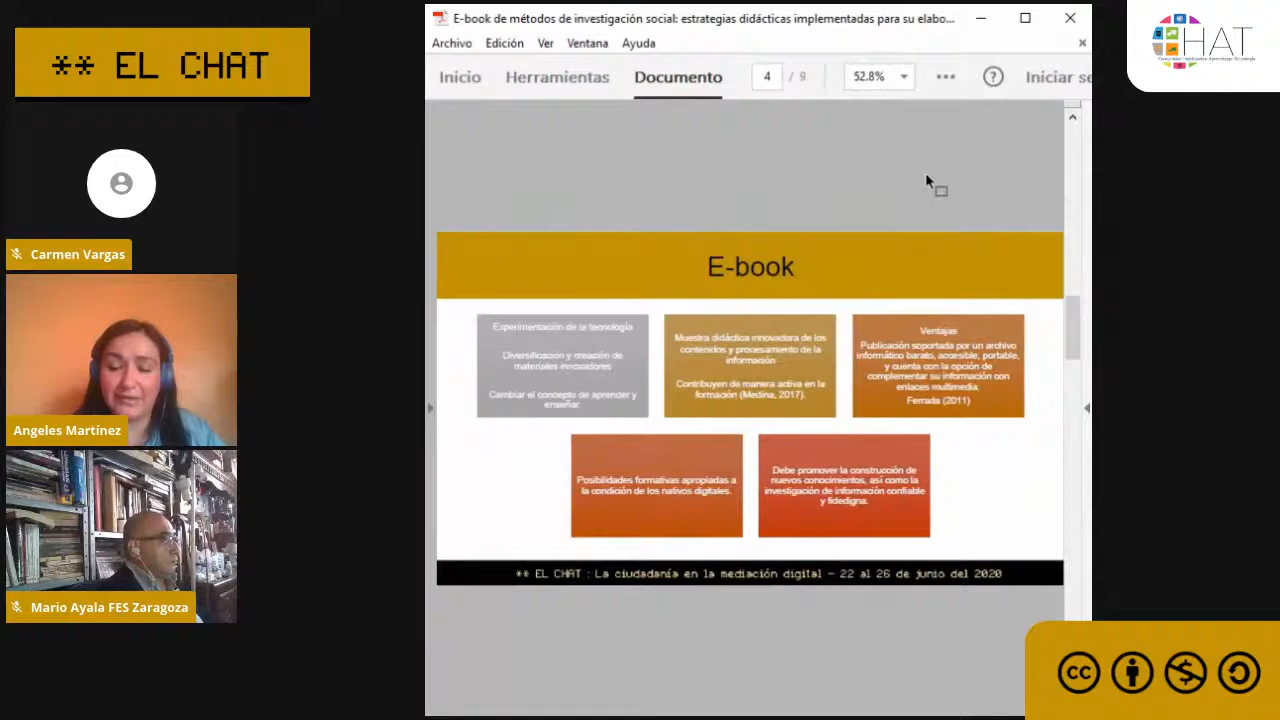 ** EL CHAT
Carmen Vargas
Angeles Martínez
Mario Ayala FES Zaragoza
E-book de métodos de investigación social: estrategias didácticas implementadas para su elabo...
Archivo Edición Ver Ventana Ayuda
Inicio Herramientas Documento 4 / 9 52.8% ••• ? Iniciar se
E-book
Experimentación de la tecnología
Diversificación y creación de
materiales innovadores
Cambiar el concepto de aprender y
enseñar.
Muestra didáctica innovadora de los
contenidos y procesamiento de la
información
Contribuyen de manera activa en la
formación (Medina, 2017).
Ventajas
Publicación soportada por un archivo
informático barato, accesible, portable,
y cuenta con la opción de
complementar su información con
enlaces multimedia.
Ferrada (2011)
Posibilidades formativas apropiadas a
la condición de los nativos digitales.
Debe promover la construcción de
nuevos conocimientos, así como la
investigación de información confiable
y fidedigna.
** EL CHAT : La ciudadanía en la mediación digital – 22 al 26 de junio del 2020
CHAT
Comunidad Habilidades Aprendizaje Tecnología
CC